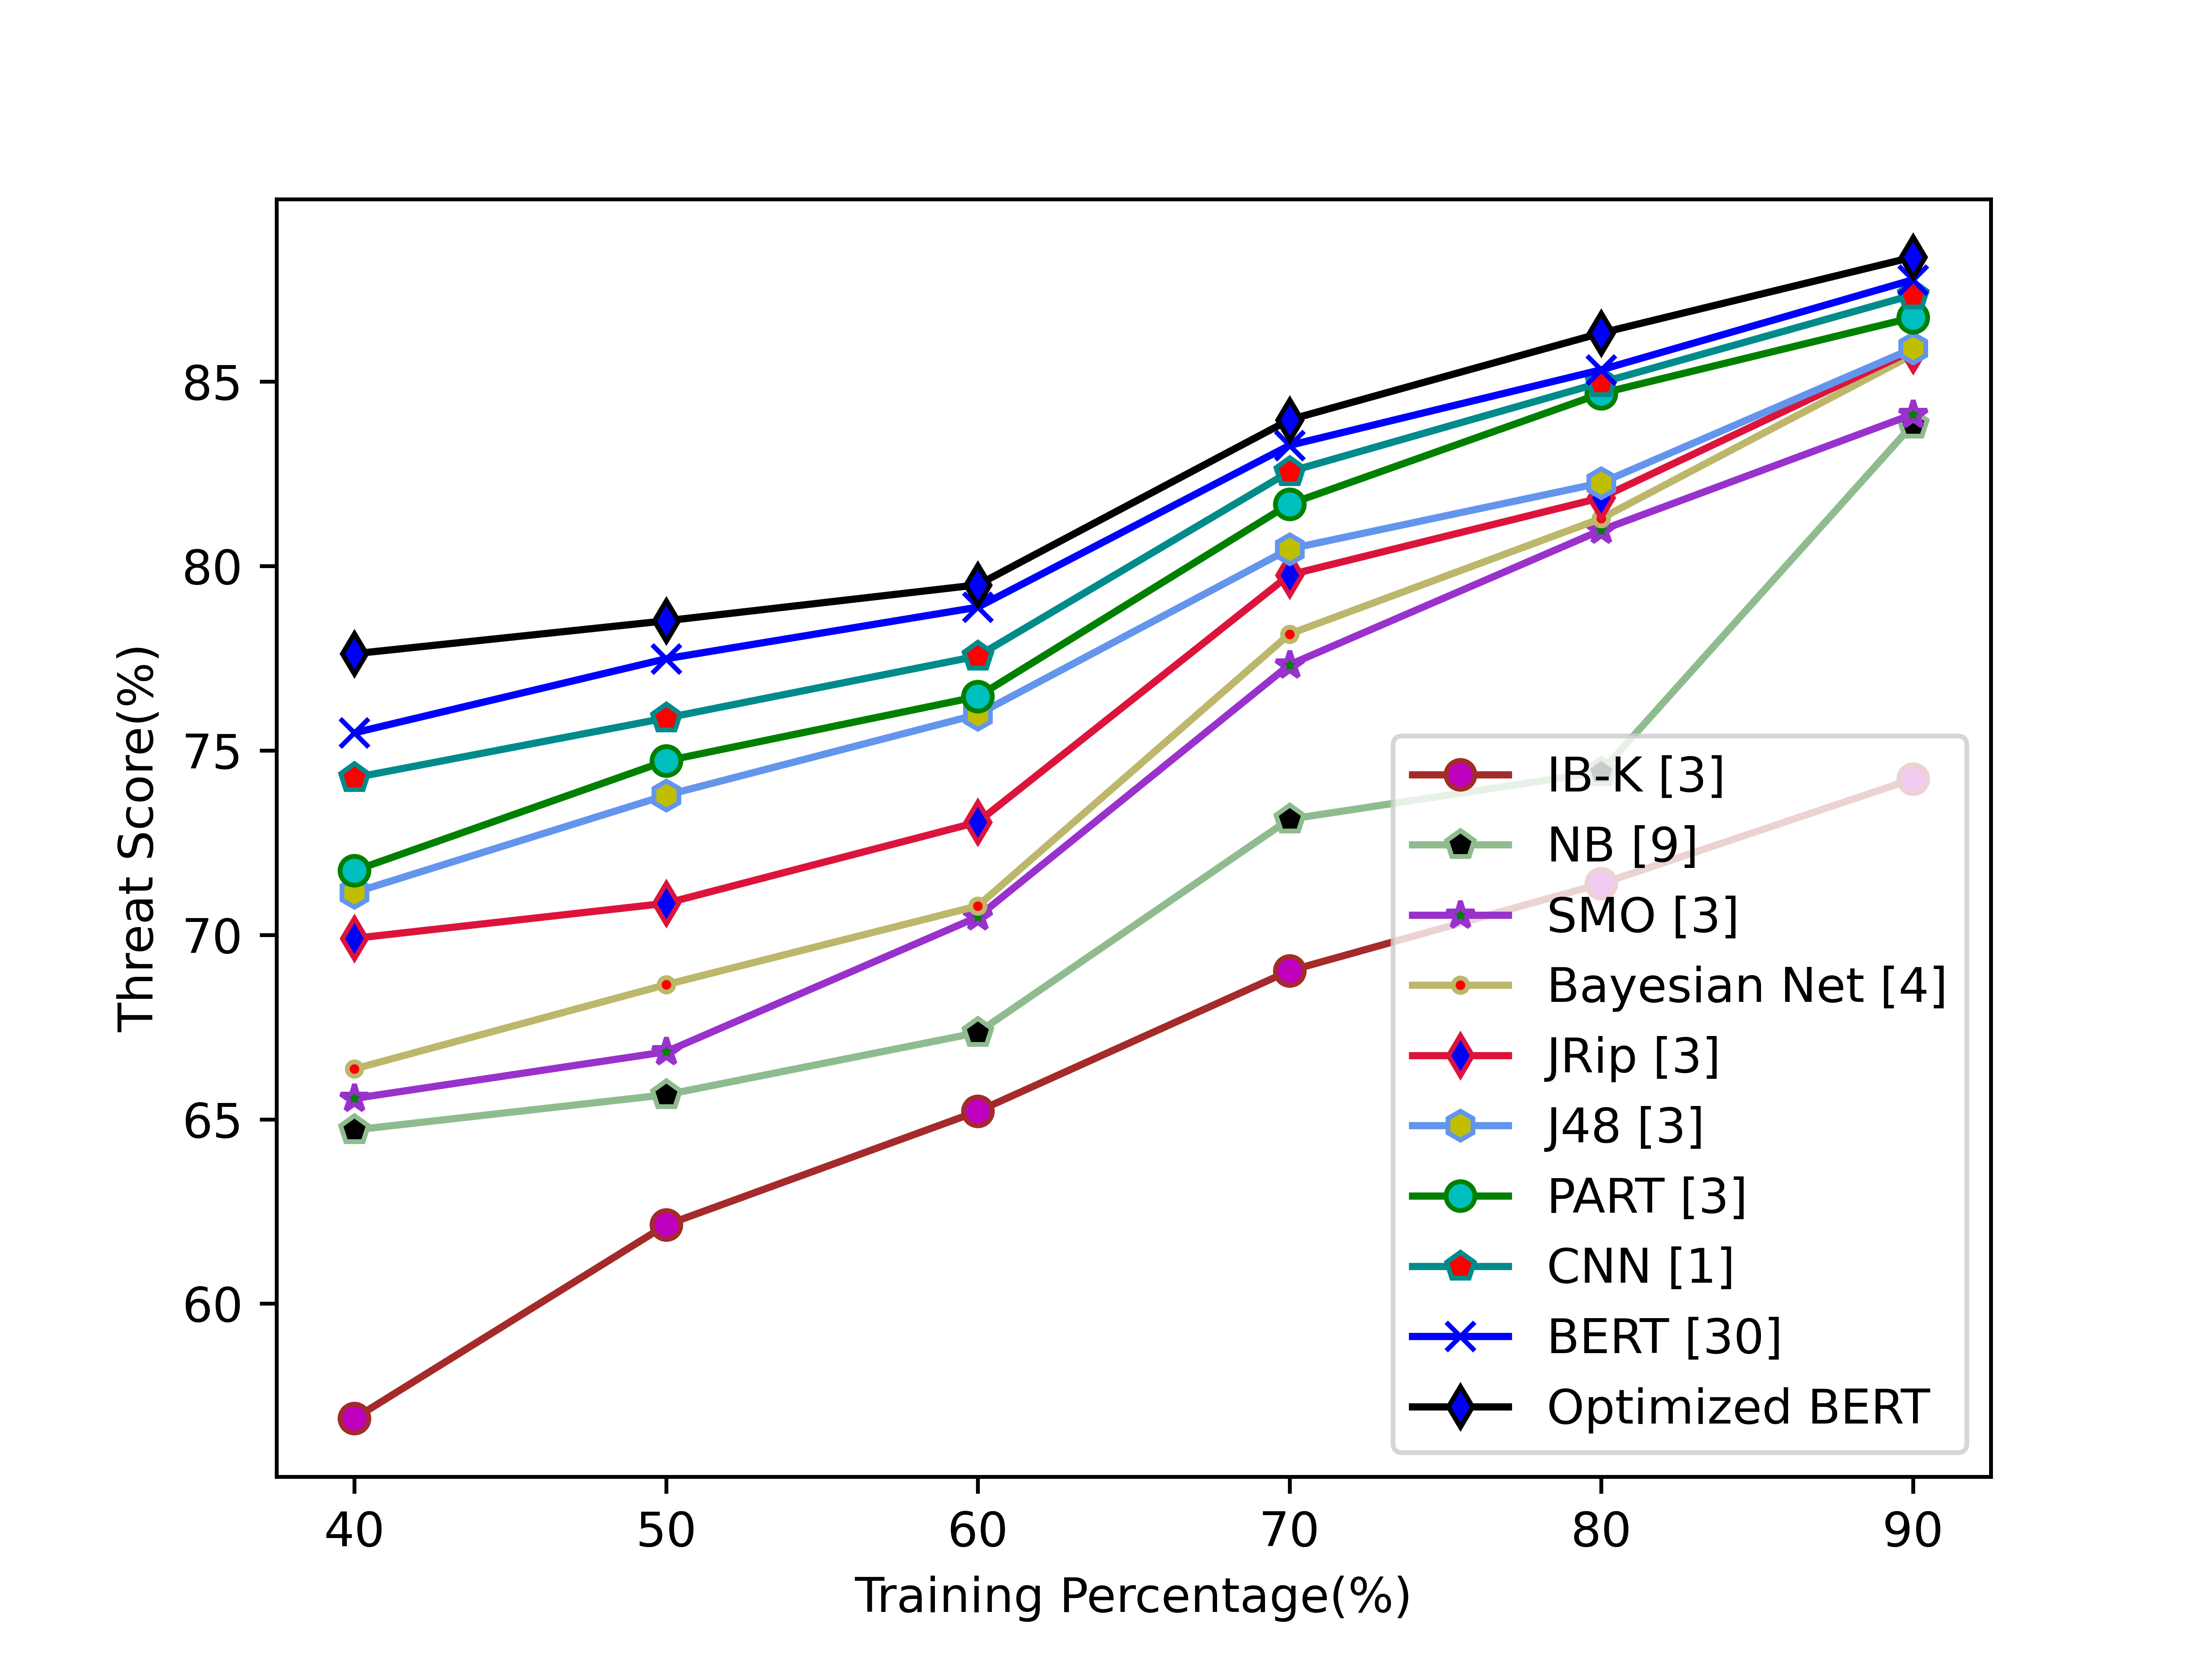 85
80
75
70
65
60
Threat Score(%)
40 50 60 70 80 90
Training Percentage(%)
IB-K [3]
NB [9]
SMO [3]
Bayesian Net [4]
JRip [3]
J48 [3]
PART [3]
CNN [1]
BERT [30]
Optimized BERT